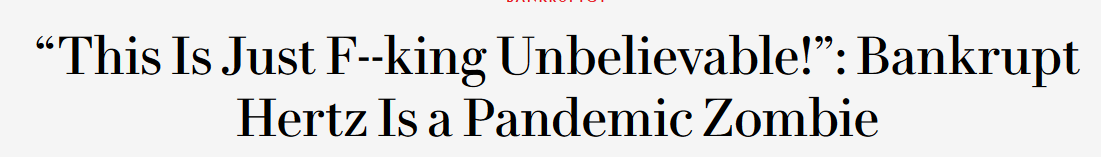 “This Is Just F--king Unbelievable!”: Bankrupt
Hertz Is a Pandemic Zombie